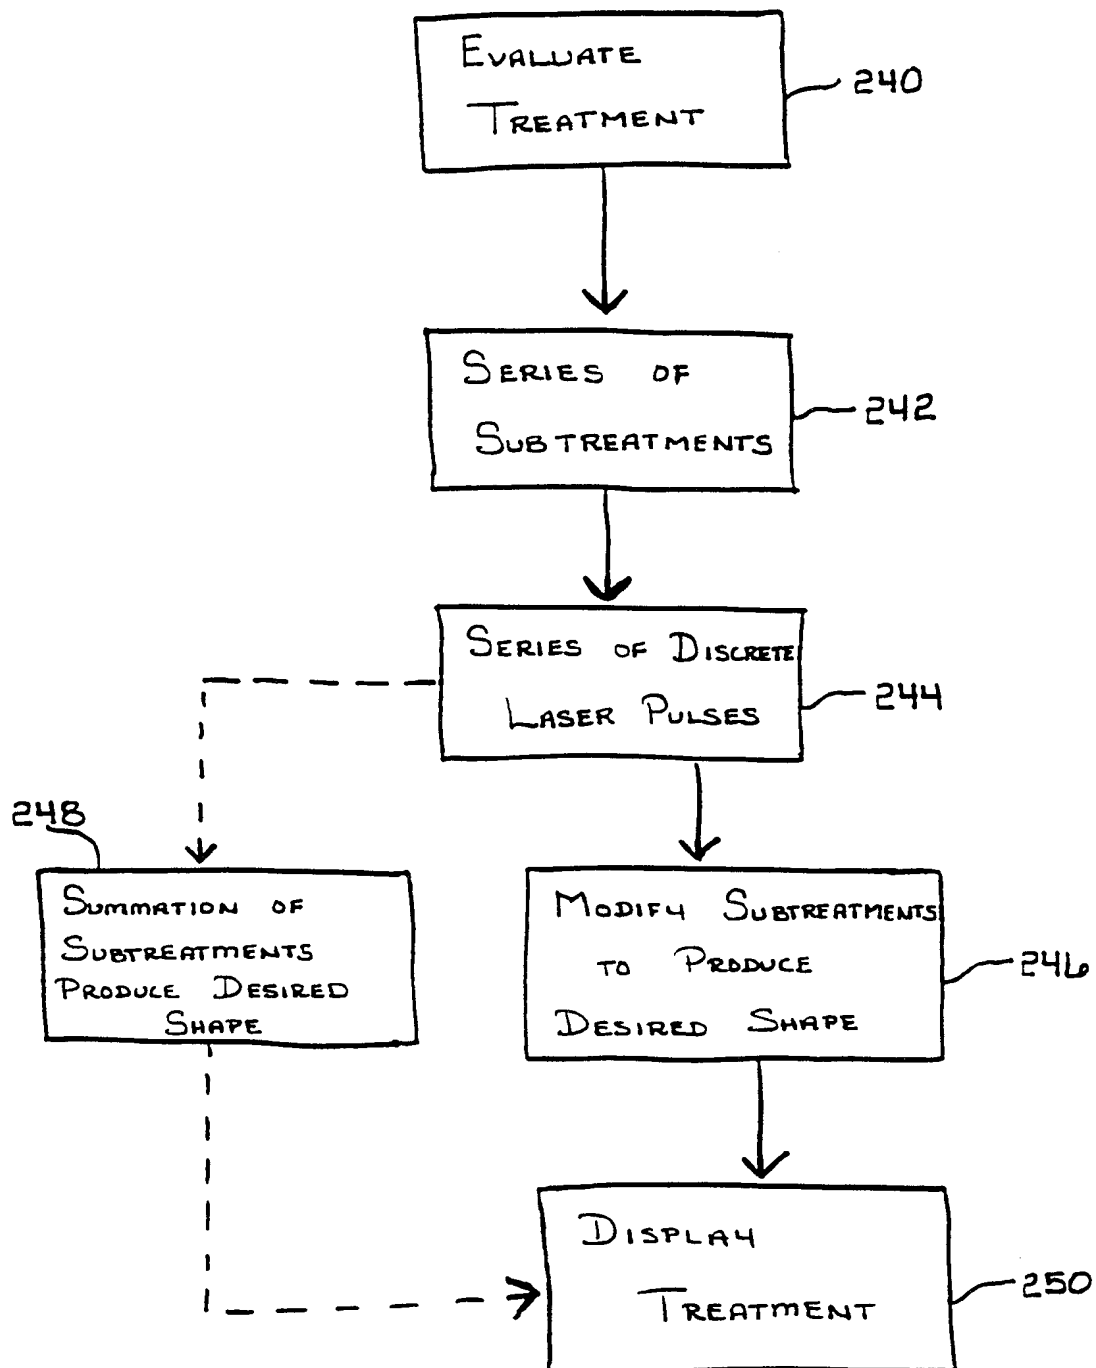 EVALUATE
TREATMENT
240
SERIES OF
SUBTREATMENTS
242
SERIES OF DISCRETE
LASER PULSES
244
248
SUMMATION OF
SUBTREATMENTS
PRODUCE DESIRED
SHAPE
MODIFY SUBTREATMENTS
TO PRODUCE
DESIRED SHAPE
246
DISPLAY
TREATMENT
250